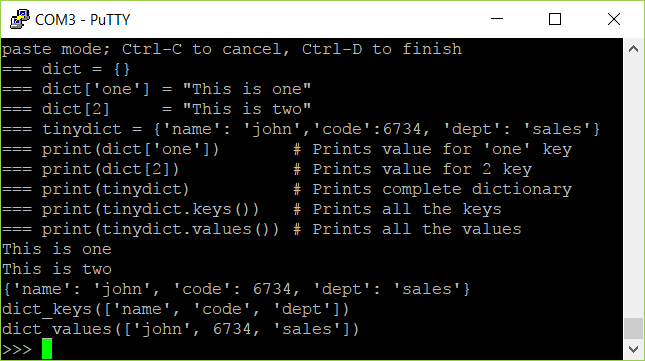 COM3 - PuTTY
paste mode; Ctrl-C to cancel, Ctrl-D to finish
=== dict = {}
=== dict['one'] = "This is one"
=== dict[2]     = "This is two"
=== tinydict = {'name': 'john','code':6734, 'dept': 'sales'}
=== print(dict['one'])       # Prints value for 'one' key
=== print(dict[2])           # Prints value for 2 key
=== print(tinydict)          # Prints complete dictionary
=== print(tinydict.keys())   # Prints all the keys
=== print(tinydict.values()) # Prints all the values
This is one
This is two
{'name': 'john', 'code': 6734, 'dept': 'sales'}
dict_keys(['name', 'code', 'dept'])
dict_values(['john', 6734, 'sales'])
>>>